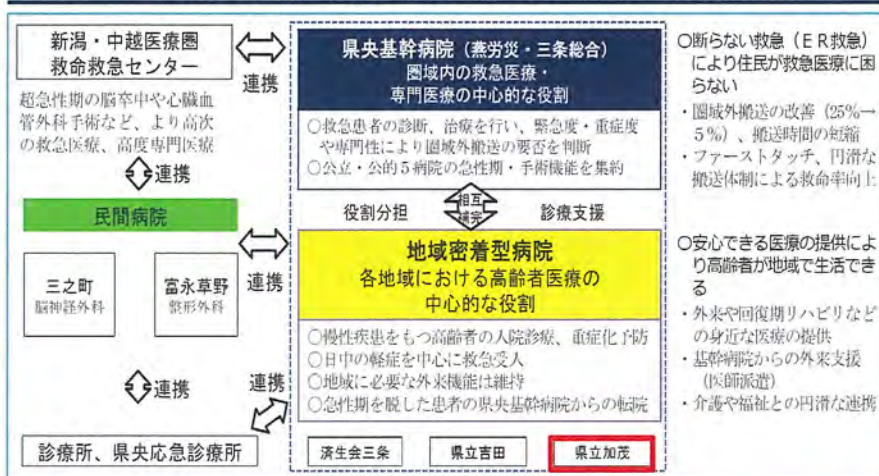 新潟・中越医療圏
救命救急センター
超急性期の脳卒中や心臓血
管外科手術など、より高次
の救急医療、高度専門医療
連携
連携
民間病院
三之町
脳神経外科
富永草野
整形外科
連携
連携
連携
診療所、県央応急診療所
県央基幹病院（燕労災・三条総合）
圏域内の救急医療・
専門医療の中心的な役割
○救急患者の診断、治療を行い、緊急度・重症度
や専門性により圏域外搬送の要否を判断
○公立・公的５病院の急性期・手術機能を集約
役割分担
相互
補完
診療支援
地域密着型病院
各地域における高齢者医療の
中心的な役割
○慢性疾患をもつ高齢者の入院診療、重症化予防
○日中の軽症を中心に救急受入
○地域に必要な外来機能は維持
○急性期を脱した患者の県央基幹病院からの転院
済生会三条
県立吉田
県立加茂
○断らない救急（ＥＲ救急）
により住民が救急医療に困
らない
・圏域外搬送の改善（25％→
５％）、搬送時間の短縮
・ファーストタッチ、円滑な
搬送体制による救命率向上
○安心できる医療の提供によ
り高齢者が地域で生活でき
る
・外来や回復期リハビリなど
の身近な医療の提供
・基幹病院からの外来支援
（医師派遣）
・介護や福祉との円滑な連携